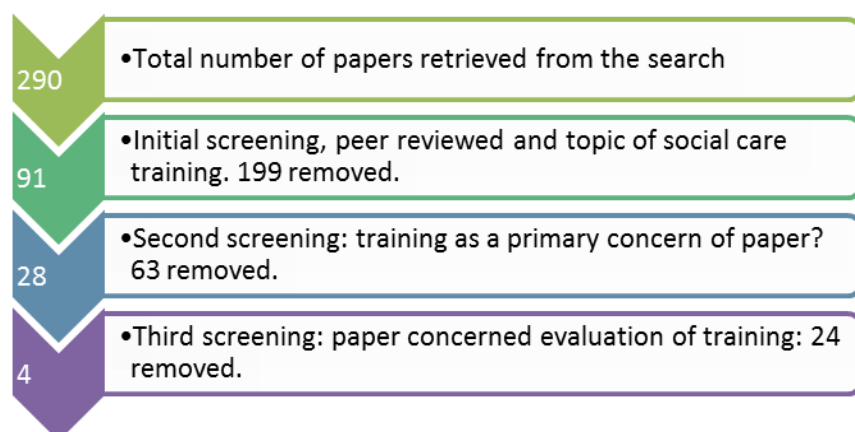 290
•Total number of papers retrieved from the search
91
•Initial screening, peer reviewed and topic of social care
training. 199 removed.
28
•Second screening: training as a primary concern of paper?
63 removed.
4
•Third screening: paper concerned evaluation of training: 24
removed.